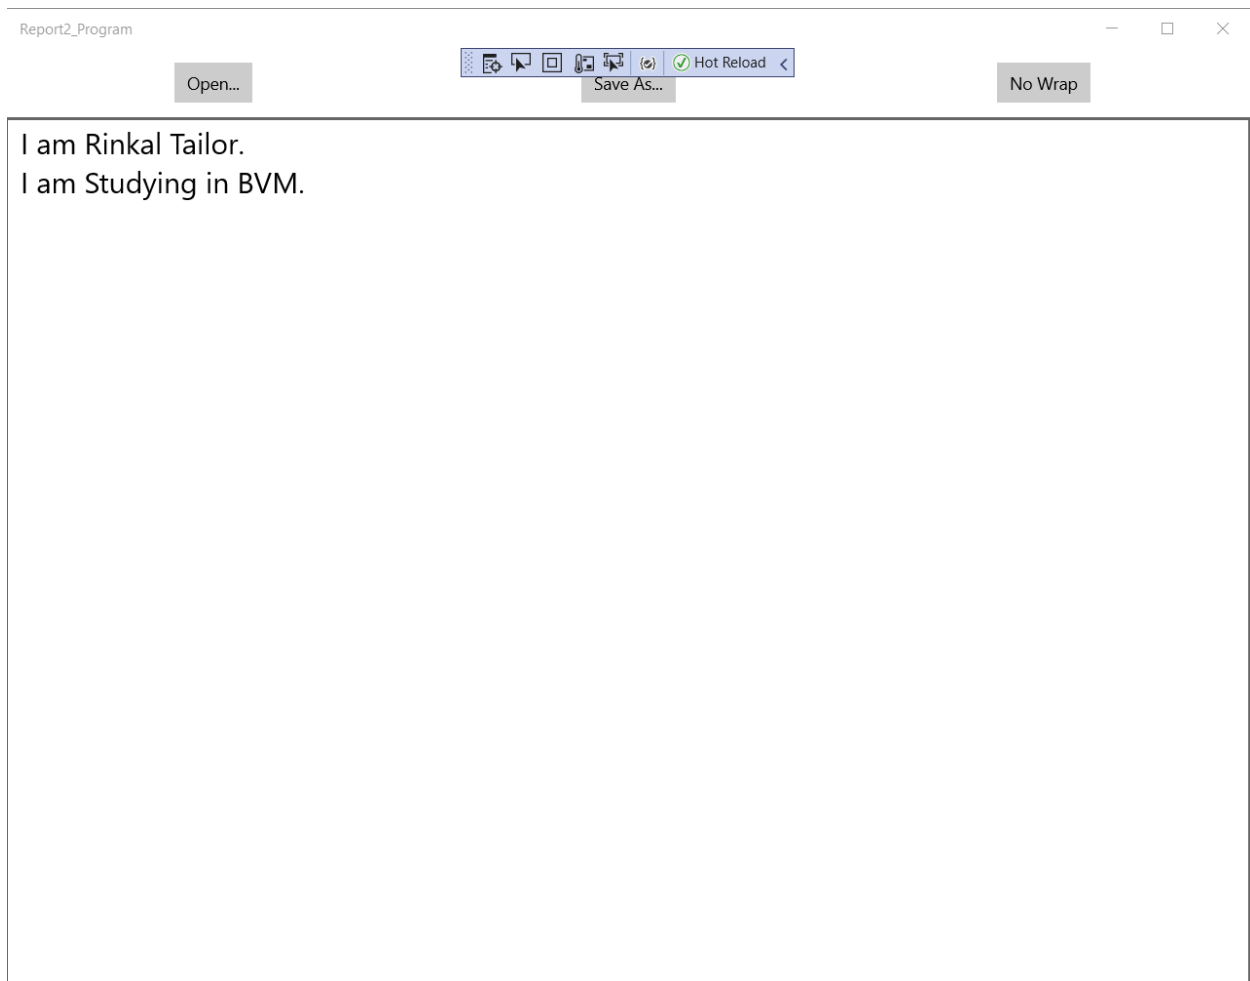 Report2_Program
Hot Reload
Open...
Save As...
No Wrap
I am Rinkal Tailor.
I am Studying in BVM.